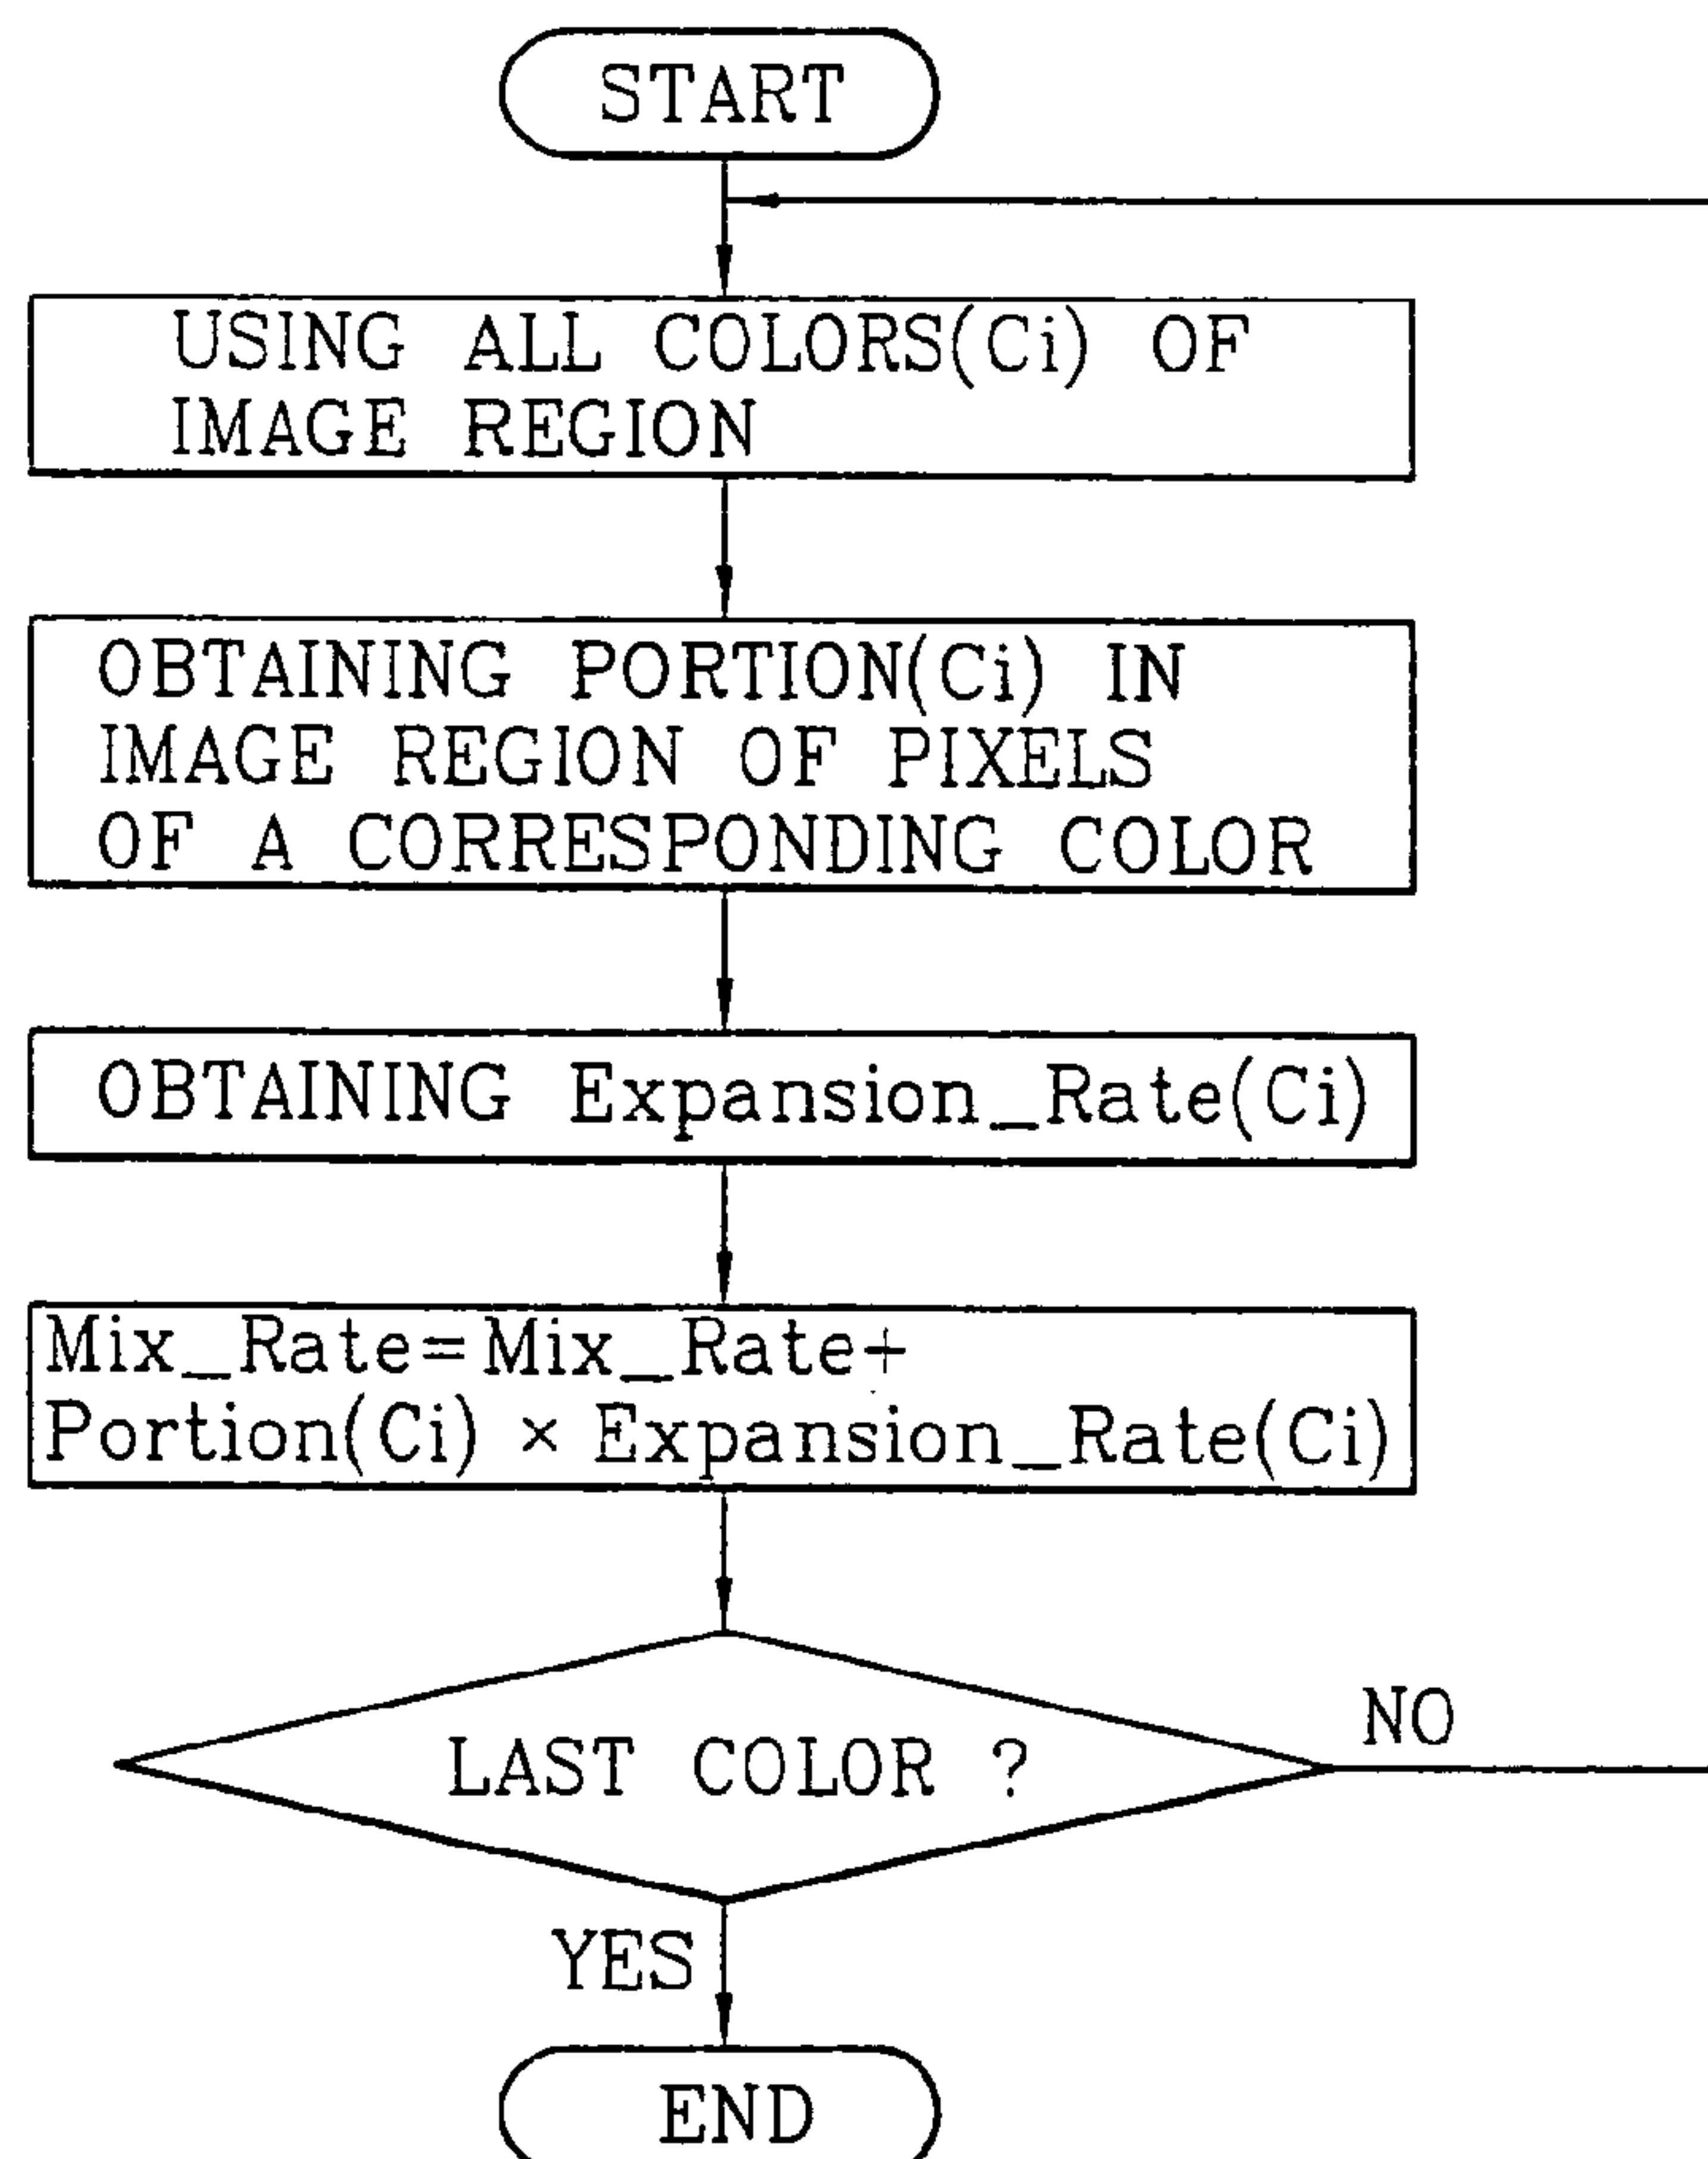 START
USING ALL COLORS(Ci) OF
IMAGE REGION
OBTAINING PORTION(Ci) IN
IMAGE REGION OF PIXELS
OF A CORRESPONDING COLOR
OBTAINING Expansion_Rate(Ci)
Mix_Rate=Mix_Rate+
Portion(Ci) × Expansion_Rate(Ci)
LAST COLOR ?
NO
YES
END